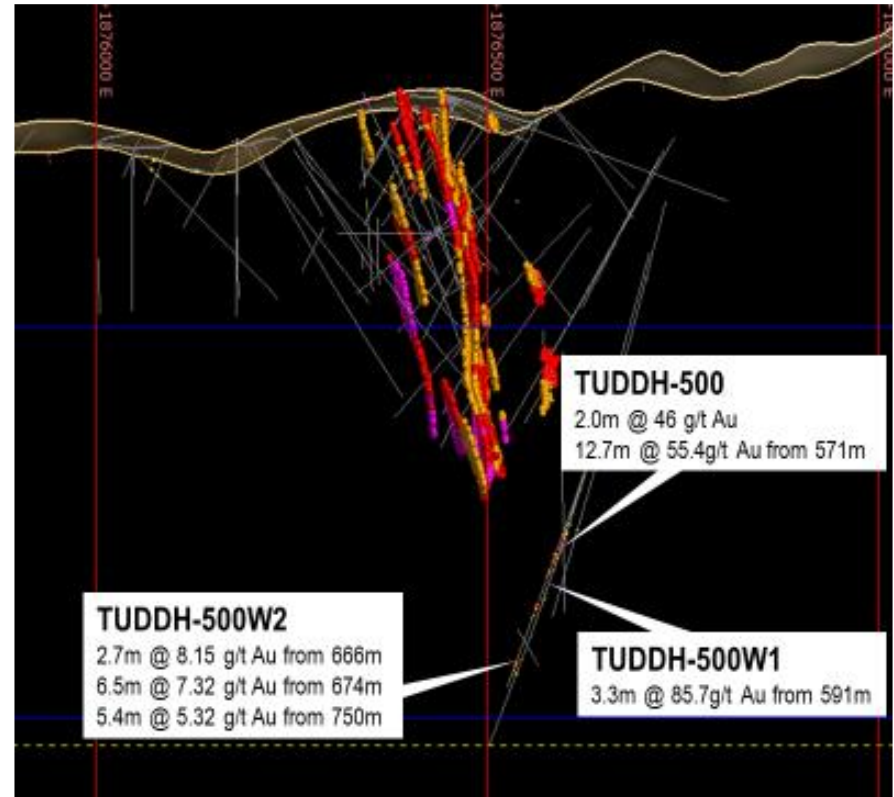 1876000 E
1876500 E
TUDDH-500
2.0m @ 46 g/t Au
12.7m @ 55.4g/t Au from 571m
TUDDH-500W2
2.7m @ 8.15 g/t Au from 666m
6.5m @ 7.32 g/t Au from 674m
5.4m @ 5.32 g/t Au from 750m
TUDDH-500W1
3.3m @ 85.7g/t Au from 591m